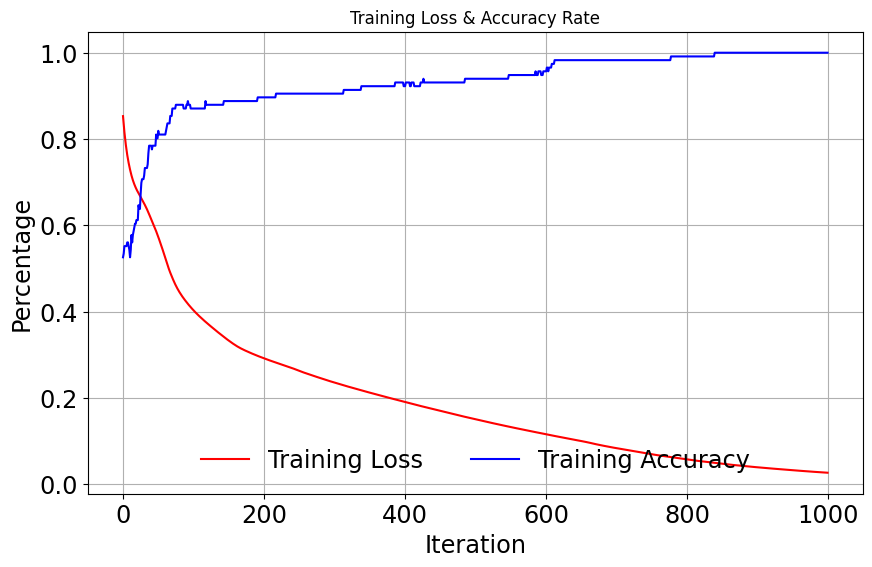 Training Loss & Accuracy Rate
1.0
0.8
0.6
0.4
0.2
0.0
Percentage
Training Loss
Training Accuracy
0 200 400 600 800 1000
Iteration